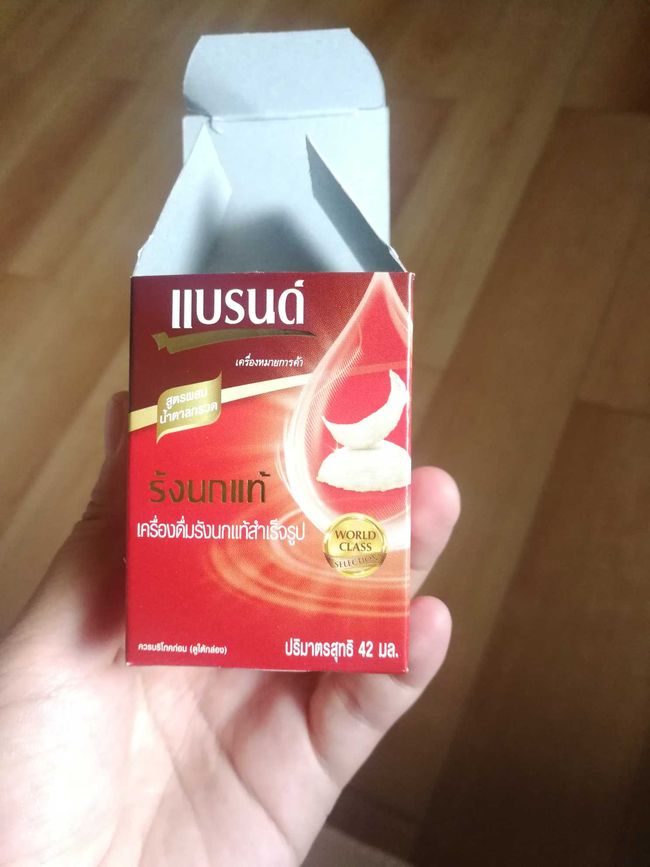 แบรนด์
เครื่องหมายการค้า
สูตรผสม
น้ำตาลกรวด
รังนกแท้
เครื่องดื่มรังนกแท้สำเร็จรูป
WORLD
CLASS
SELECTION
ควรบริโภคก่อน (ดูใต้กล่อง)
ปริมาตรสุทธิ 42 มล.